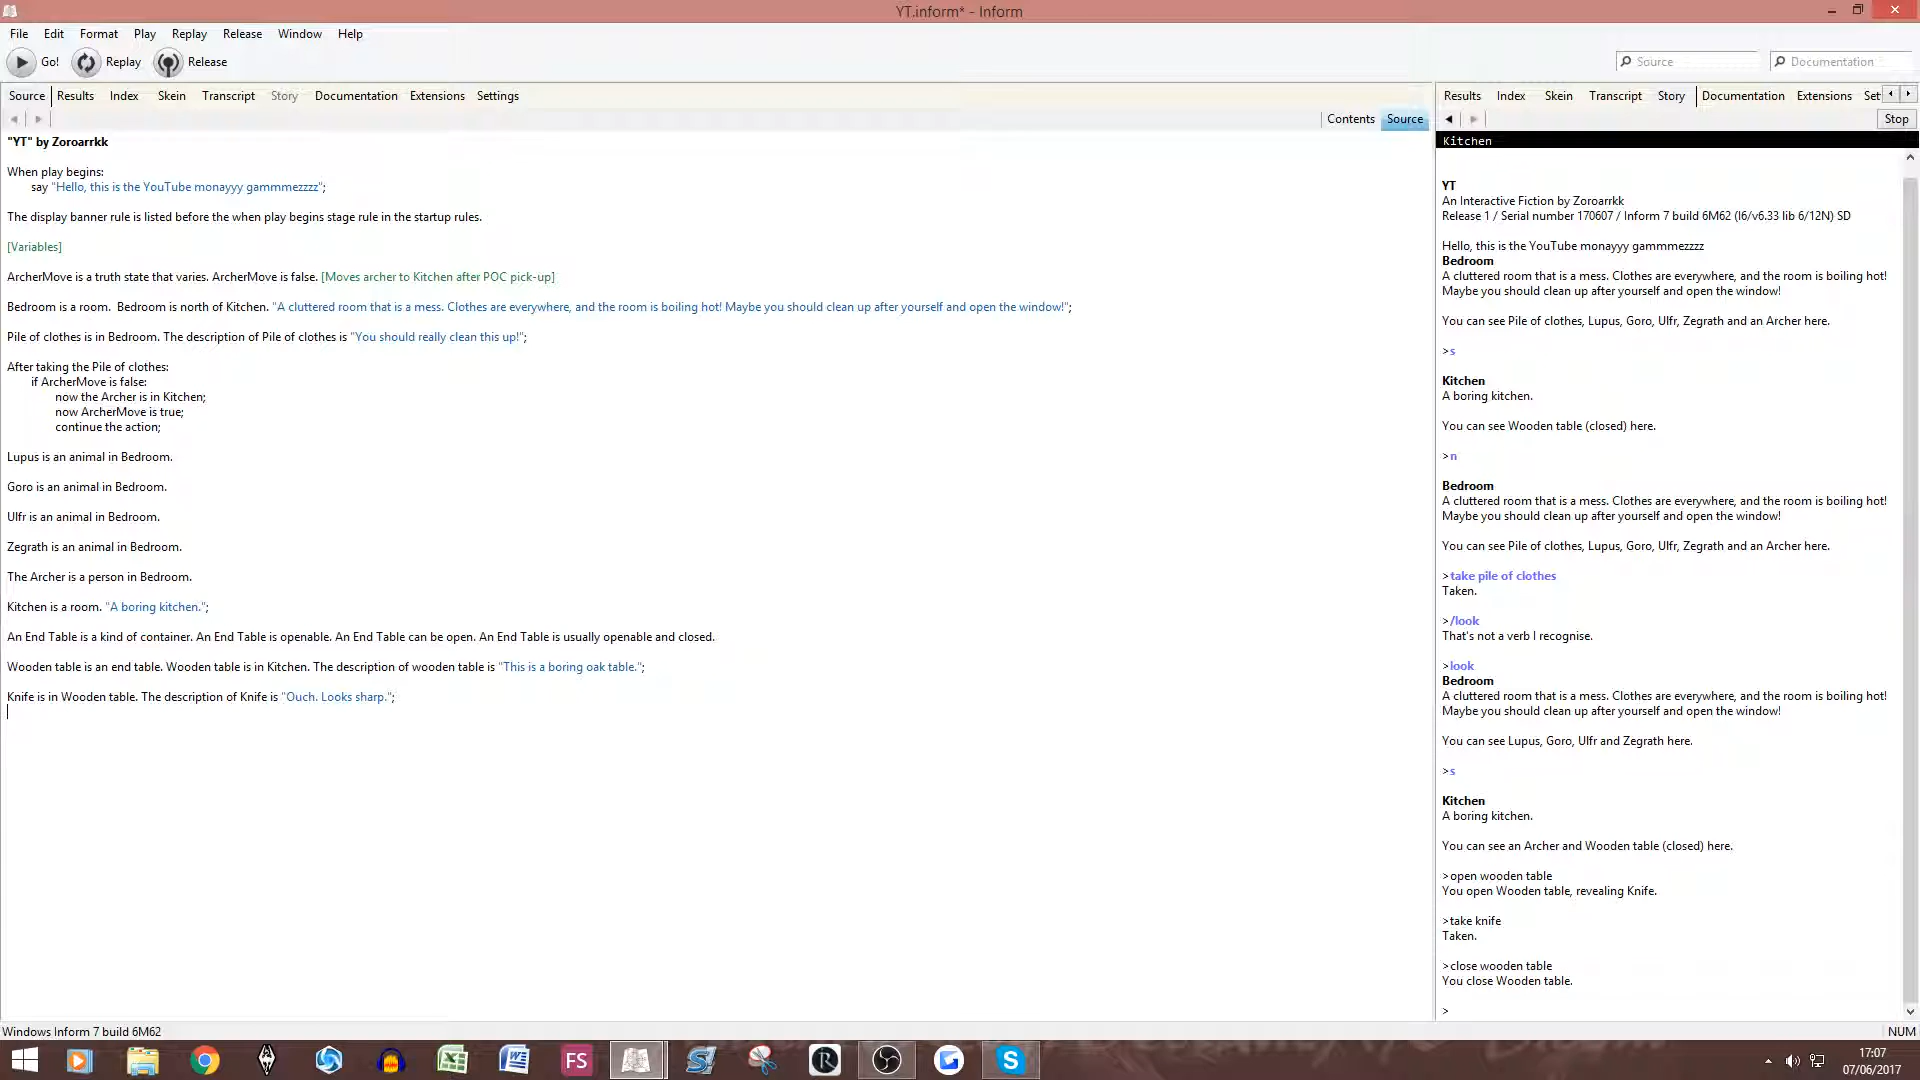 YT.inform* - Inform
File Edit Format Play Replay Release Window Help
Go! Replay Release
Source Documentation
Source Results Index Skein Transcript Story Documentation Extensions Settings
Contents Source
"YT" by Zoroarrkk
When play begins:
say "Hello, this is the YouTube monayyy gammmezzzz";
The display banner rule is listed before the when play begins stage rule in the startup rules.
[Variables]
ArcherMove is a truth state that varies. ArcherMove is false. [Moves archer to Kitchen after POC pick-up]
Bedroom is a room.  Bedroom is north of Kitchen. "A cluttered room that is a mess. Clothes are everywhere, and the room is boiling hot! Maybe you should clean up after yourself and open the window!";
Pile of clothes is in Bedroom. The description of Pile of clothes is "You should really clean this up!";
After taking the Pile of clothes:
if ArcherMove is false:
now the Archer is in Kitchen;
now ArcherMove is true;
continue the action;
Lupus is an animal in Bedroom.
Goro is an animal in Bedroom.
Ulfr is an animal in Bedroom.
Zegrath is an animal in Bedroom.
The Archer is a person in Bedroom.
Kitchen is a room. "A boring kitchen.";
An End Table is a kind of container. An End Table is openable. An End Table can be open. An End Table is usually openable and closed.
Wooden table is an end table. Wooden table is in Kitchen. The description of wooden table is "This is a boring oak table.";
Knife is in Wooden table. The description of Knife is "Ouch. Looks sharp.";
Results Index Skein Transcript Story Documentation Extensions Set
Stop
Kitchen
YT
An Interactive Fiction by Zoroarrkk
Release 1 / Serial number 170607 / Inform 7 build 6M62 (I6/v6.33 lib 6/12N) SD
Hello, this is the YouTube monayyy gammmezzzz
Bedroom
A cluttered room that is a mess. Clothes are everywhere, and the room is boiling hot!
Maybe you should clean up after yourself and open the window!
You can see Pile of clothes, Lupus, Goro, Ulfr, Zegrath and an Archer here.
>s
Kitchen
A boring kitchen.
You can see Wooden table (closed) here.
>n
Bedroom
A cluttered room that is a mess. Clothes are everywhere, and the room is boiling hot!
Maybe you should clean up after yourself and open the window!
You can see Pile of clothes, Lupus, Goro, Ulfr, Zegrath and an Archer here.
>take pile of clothes
Taken.
>/look
That's not a verb I recognise.
>look
Bedroom
A cluttered room that is a mess. Clothes are everywhere, and the room is boiling hot!
Maybe you should clean up after yourself and open the window!
You can see Lupus, Goro, Ulfr and Zegrath here.
>s
Kitchen
A boring kitchen.
You can see an Archer and Wooden table (closed) here.
>open wooden table
You open Wooden table, revealing Knife.
>take knife
Taken.
>close wooden table
You close Wooden table.
>
Windows Inform 7 build 6M62
NUM
FS
17:07
07/06/2017